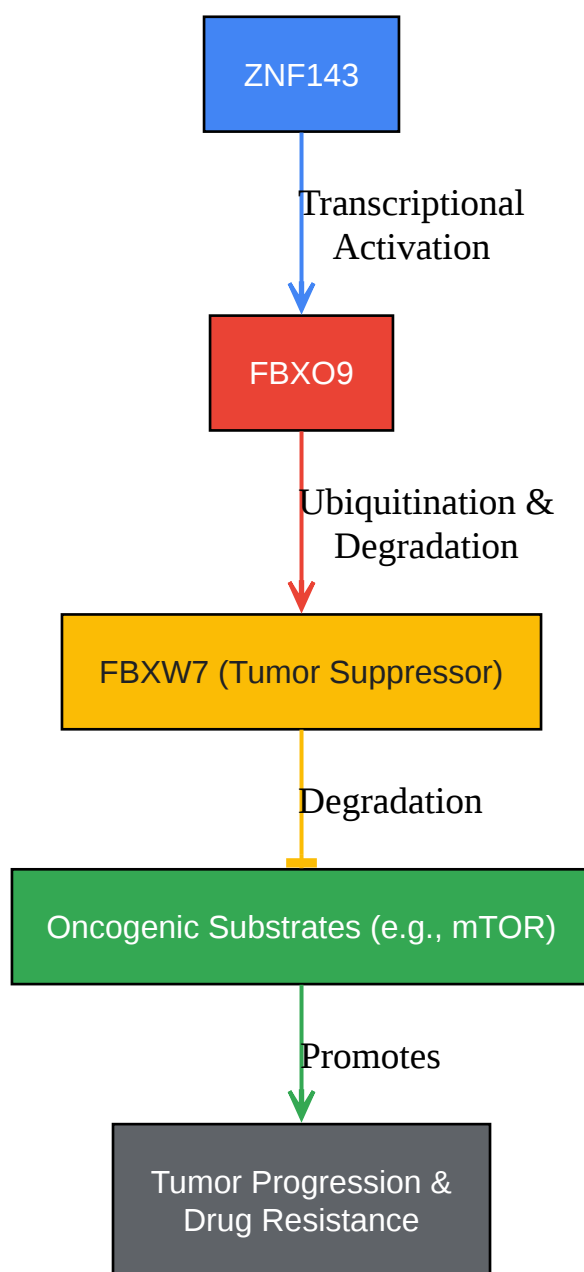 ZNF143
Transcriptional
Activation
FBXO9
Ubiquitination &
Degradation
FBXW7 (Tumor Suppressor)
Degradation
Oncogenic Substrates (e.g., mTOR)
Promotes
Tumor Progression &
Drug Resistance